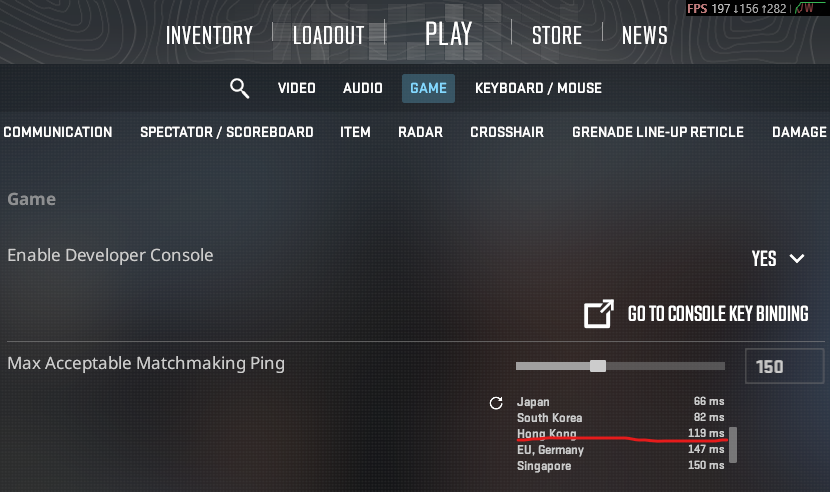 FPS 197 ↓156 ↑282 | /W
INVENTORY LOADOUT PLAY STORE NEWS
VIDEO AUDIO GAME KEYBOARD / MOUSE
COMMUNICATION SPECTATOR / SCOREBOARD ITEM RADAR CROSSHAIR GRENADE LINE-UP RETICLE DAMAGE
Game
Enable Developer Console YES
GO TO CONSOLE KEY BINDING
Max Acceptable Matchmaking Ping 150
Japan 66 ms
South Korea 82 ms
Hong Kong 119 ms
EU, Germany 147 ms
Singapore 150 ms